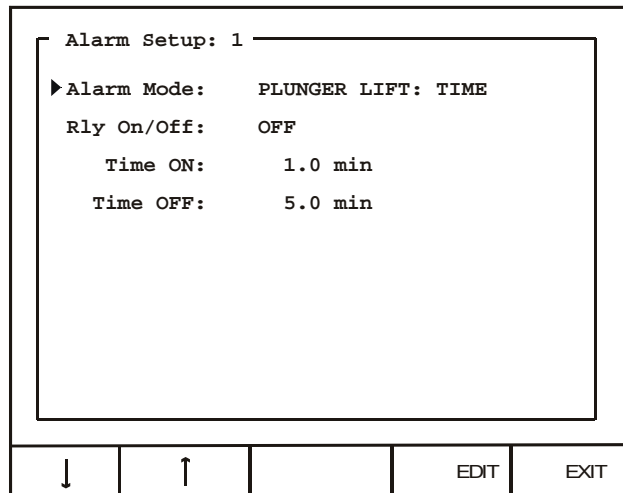 Alarm Setup: 1
Alarm Mode: PLUNGER LIFT: TIME
Rly On/Off: OFF
Time ON: 1.0 min
Time OFF: 5.0 min
↓ ↑ EDIT EXIT